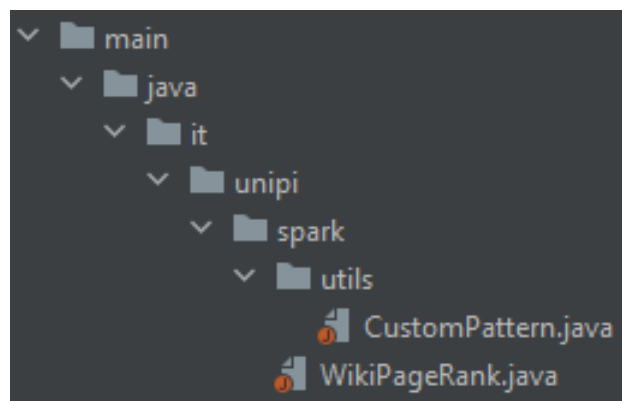 main
java
it
unipi
spark
utils
CustomPattern.java
WikiPageRank.java